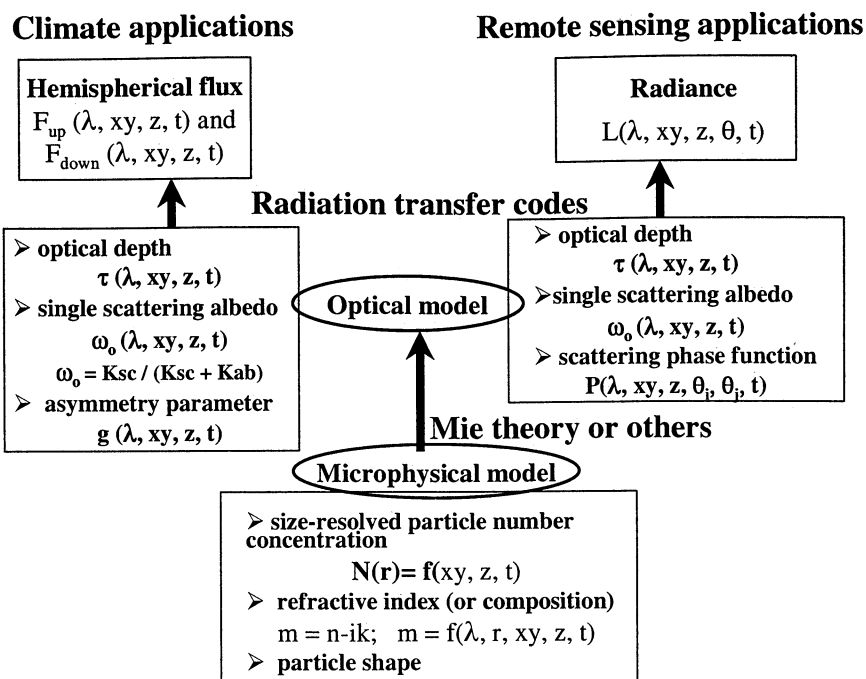 Climate applications
Hemispherical flux
F_up (λ, xy, z, t) and
F_down (λ, xy, z, t)
Remote sensing applications
Radiance
L(λ, xy, z, θ, t)
Radiation transfer codes
➢ optical depth
τ (λ, xy, z, t)
➢ single scattering albedo
ω_o (λ, xy, z, t)
ω_o = Ksc / (Ksc + Kab)
➢ asymmetry parameter
g (λ, xy, z, t)
Optical model
➢ optical depth
τ (λ, xy, z, t)
➢single scattering albedo
ω_o (λ, xy, z, t)
➢ scattering phase function
P(λ, xy, z, θ_i, θ_j, t)
Mie theory or others
Microphysical model
➢ size-resolved particle number
concentration
N(r)= f(xy, z, t)
➢ refractive index (or composition)
m = n-ik; m = f(λ, r, xy, z, t)
➢ particle shape